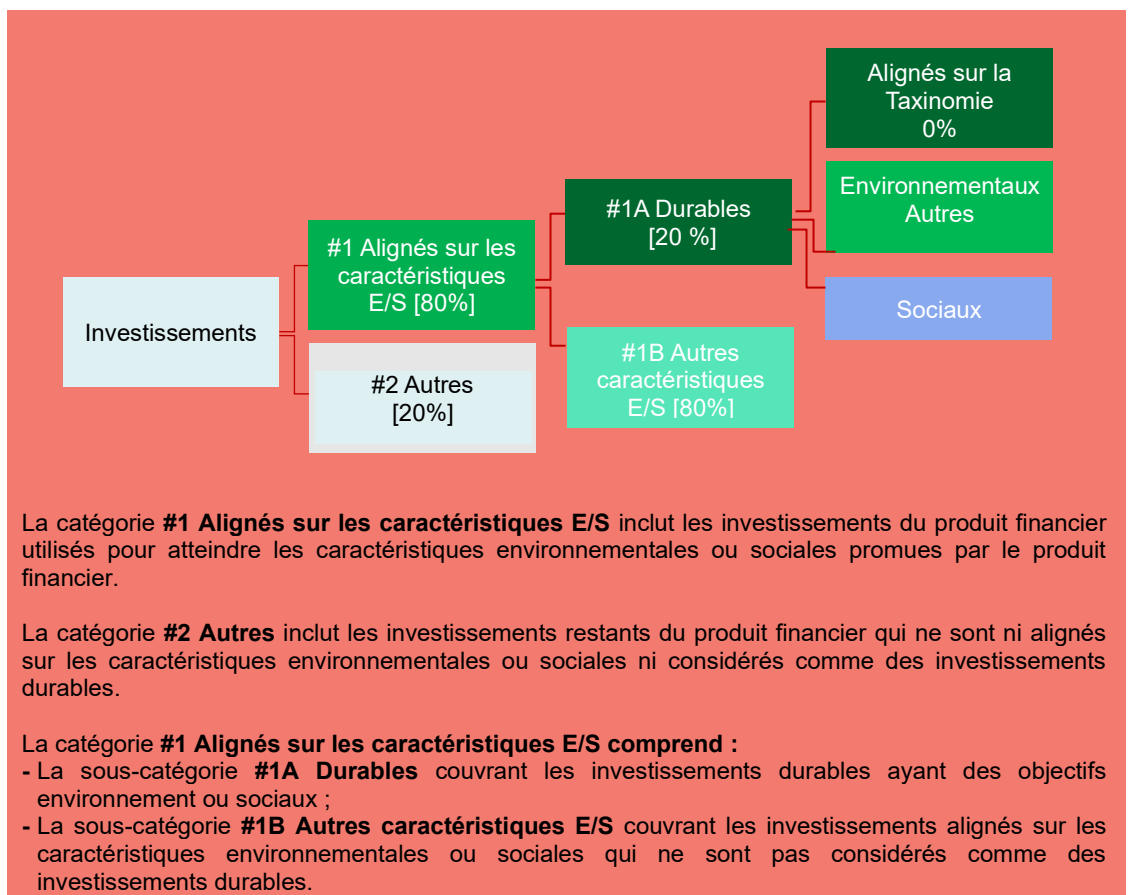 Alignés sur la
Taxinomie
0%
Environnementaux
Autres
#1A Durables
[20 %]
#1 Alignés sur les
caractéristiques
E/S [80%]
Sociaux
Investissements
#1B Autres
caractéristiques
E/S [80%]
#2 Autres
[20%]
La catégorie #1 Alignés sur les caractéristiques E/S inclut les investissements du produit financier
utilisés pour atteindre les caractéristiques environnementales ou sociales promues par le produit
financier.
La catégorie #2 Autres inclut les investissements restants du produit financier qui ne sont ni alignés
sur les caractéristiques environnementales ou sociales ni considérés comme des investissements
durables.
La catégorie #1 Alignés sur les caractéristiques E/S comprend :
- La sous-catégorie #1A Durables couvrant les investissements durables ayant des objectifs
environnement ou sociaux ;
- La sous-catégorie #1B Autres caractéristiques E/S couvrant les investissements alignés sur les
caractéristiques environnementales ou sociales qui ne sont pas considérés comme des
investissements durables.